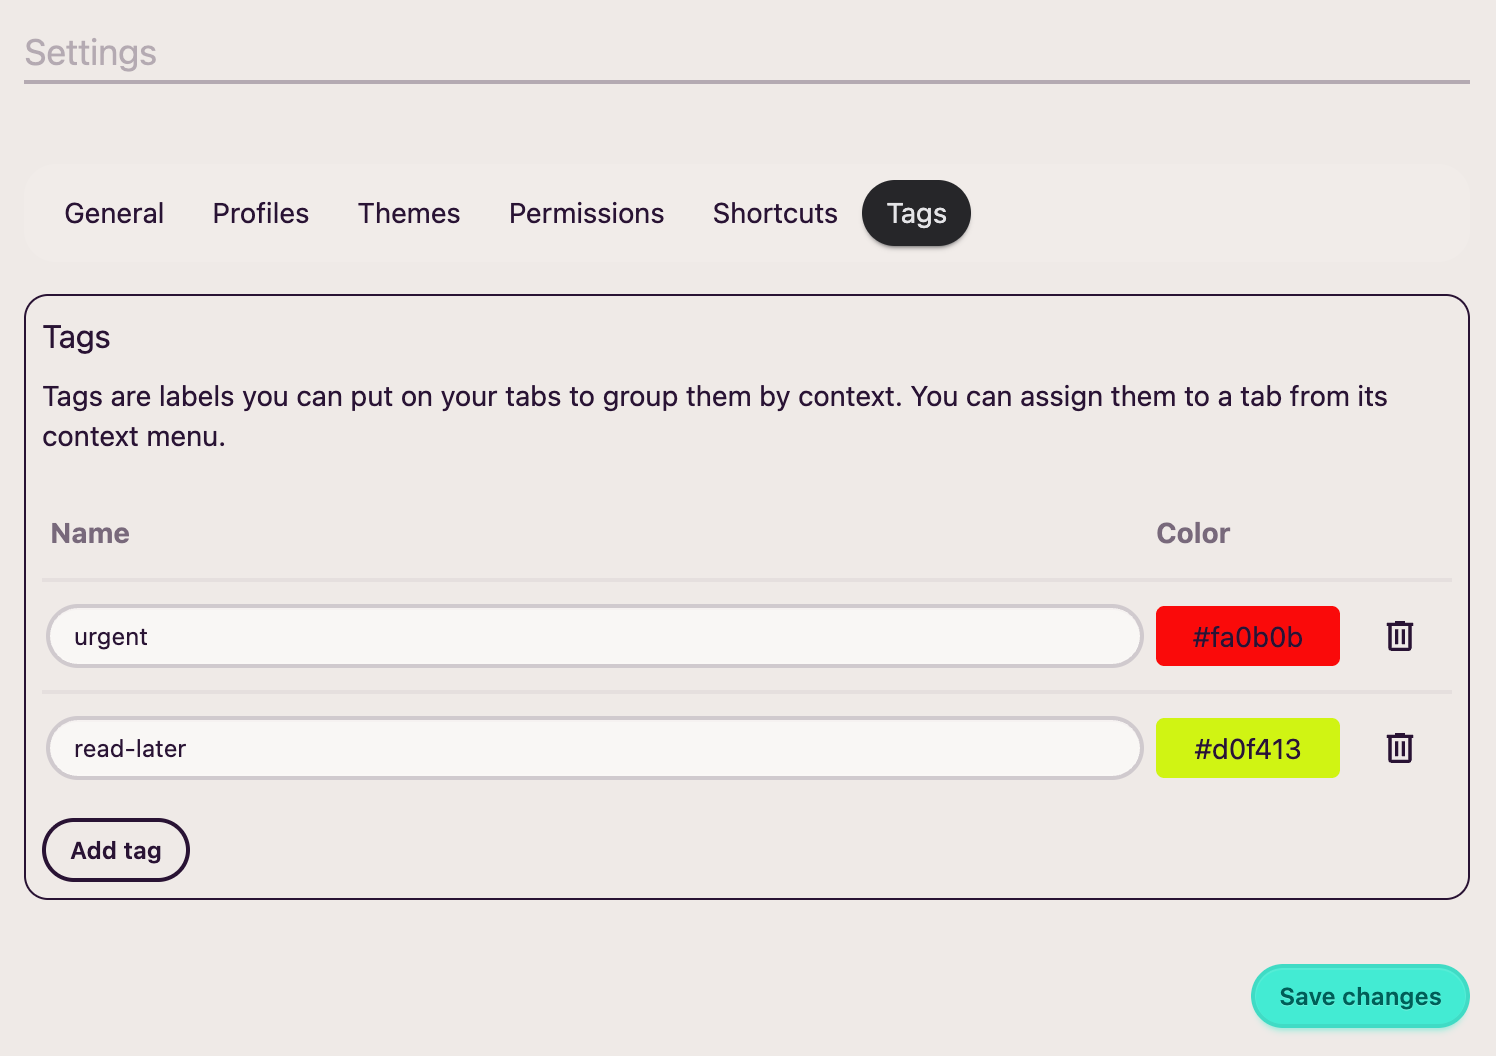 Settings
General Profiles Themes Permissions Shortcuts Tags
Tags
Tags are labels you can put on your tabs to group them by context. You can assign them to a tab from its
context menu.
Name Color
urgent #fa0b0b
read-later #d0f413
Add tag
Save changes